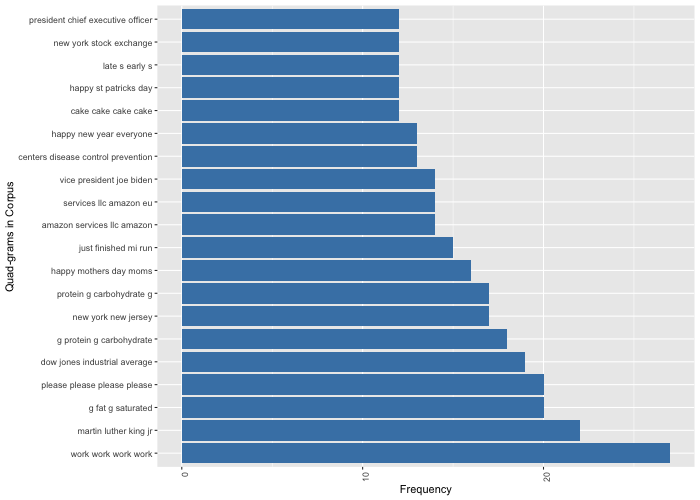 president chief executive officer
new york stock exchange
late s early s
happy st patricks day
cake cake cake cake
happy new year everyone
centers disease control prevention
vice president joe biden
services llc amazon eu
amazon services llc amazon
just finished mi run
happy mothers day moms
protein g carbohydrate g
new york new jersey
g protein g carbohydrate
dow jones industrial average
please please please please
g fat g saturated
martin luther king jr
work work work work
Quad-grams in Corpus
0
10
20
Frequency